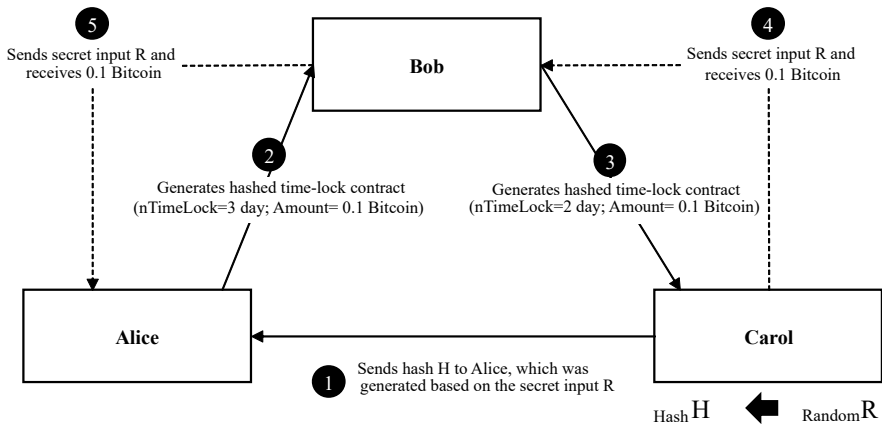 5
Sends secret input R and
receives 0.1 Bitcoin
Bob
4
Sends secret input R and
receives 0.1 Bitcoin
2
Generates hashed time-lock contract
(nTimeLock=3 day; Amount= 0.1 Bitcoin)
3
Generates hashed time-lock contract
(nTimeLock=2 day; Amount= 0.1 Bitcoin)
Alice
Carol
1
Sends hash H to Alice, which was
generated based on the secret input R
Hash H
Random R